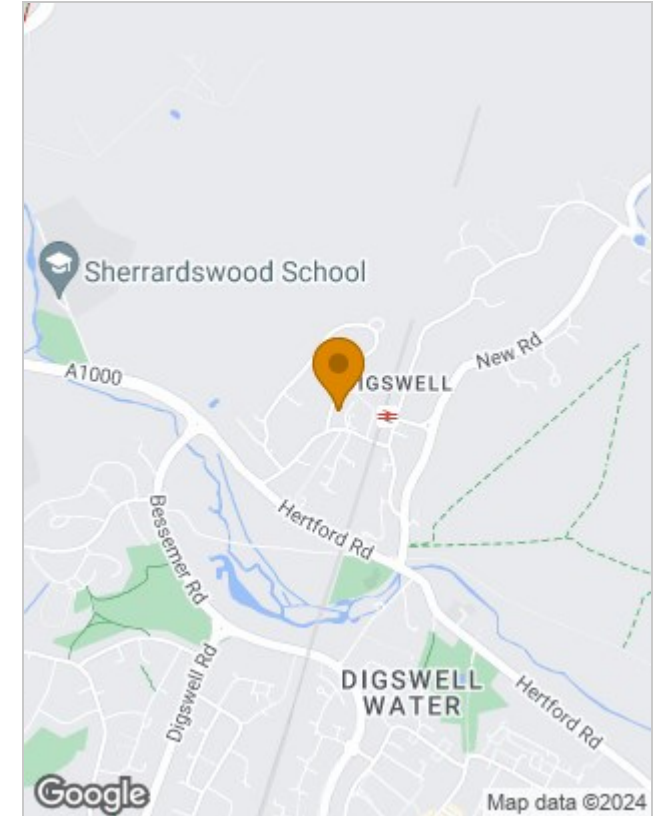 Sherrardswood School
New Rd
A1000
IGSWELL
Hertford Rd
Bessemer Rd
Digswell Rd
DIGSWELL
WATER
Hertford Rd
Google
Map data ©2024